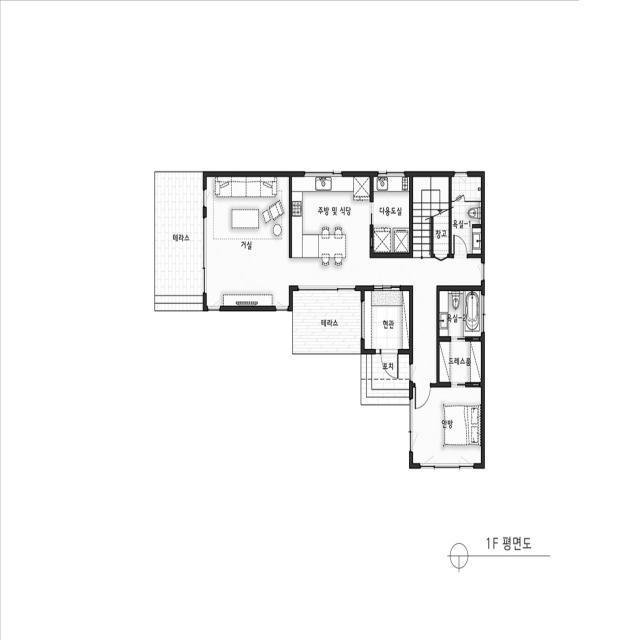 주방 및 식당
다용도실
욕실-1
창고
테라스
거실
테라스
현관
욕실-2
포치
드레스룸
안방
1F 평면도